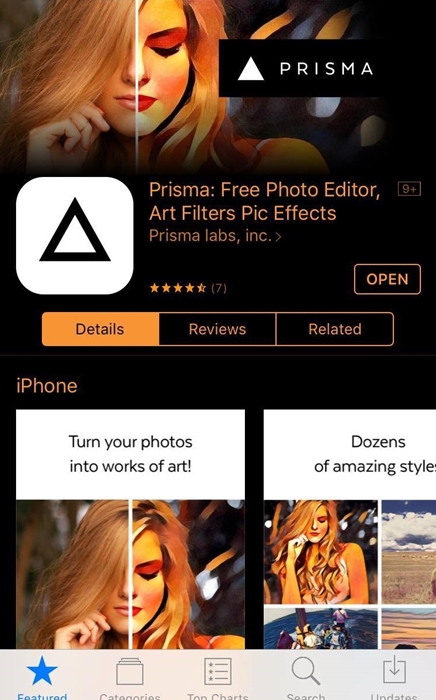 PRISMA
Prisma: Free Photo Editor,
Art Filters Pic Effects
9+
Prisma labs, inc. >
(7)
OPEN
Details
Reviews
Related
iPhone
Turn your photos
into works of art!
Dozens
of amazing styles
Featured
Categories
Top Charts
Search
Updates